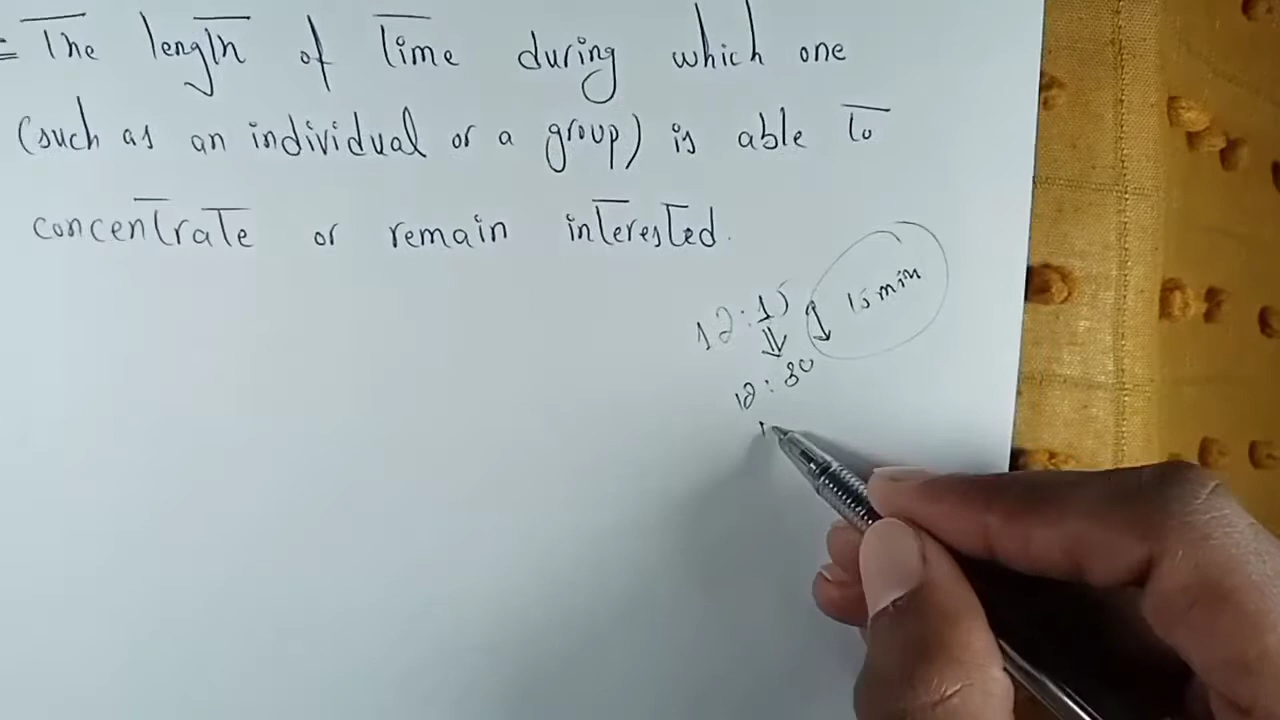 = The length of time during which one
(such as an individual or a group) is able to
concentrate or remain interested.
12:15
15 min
12:30